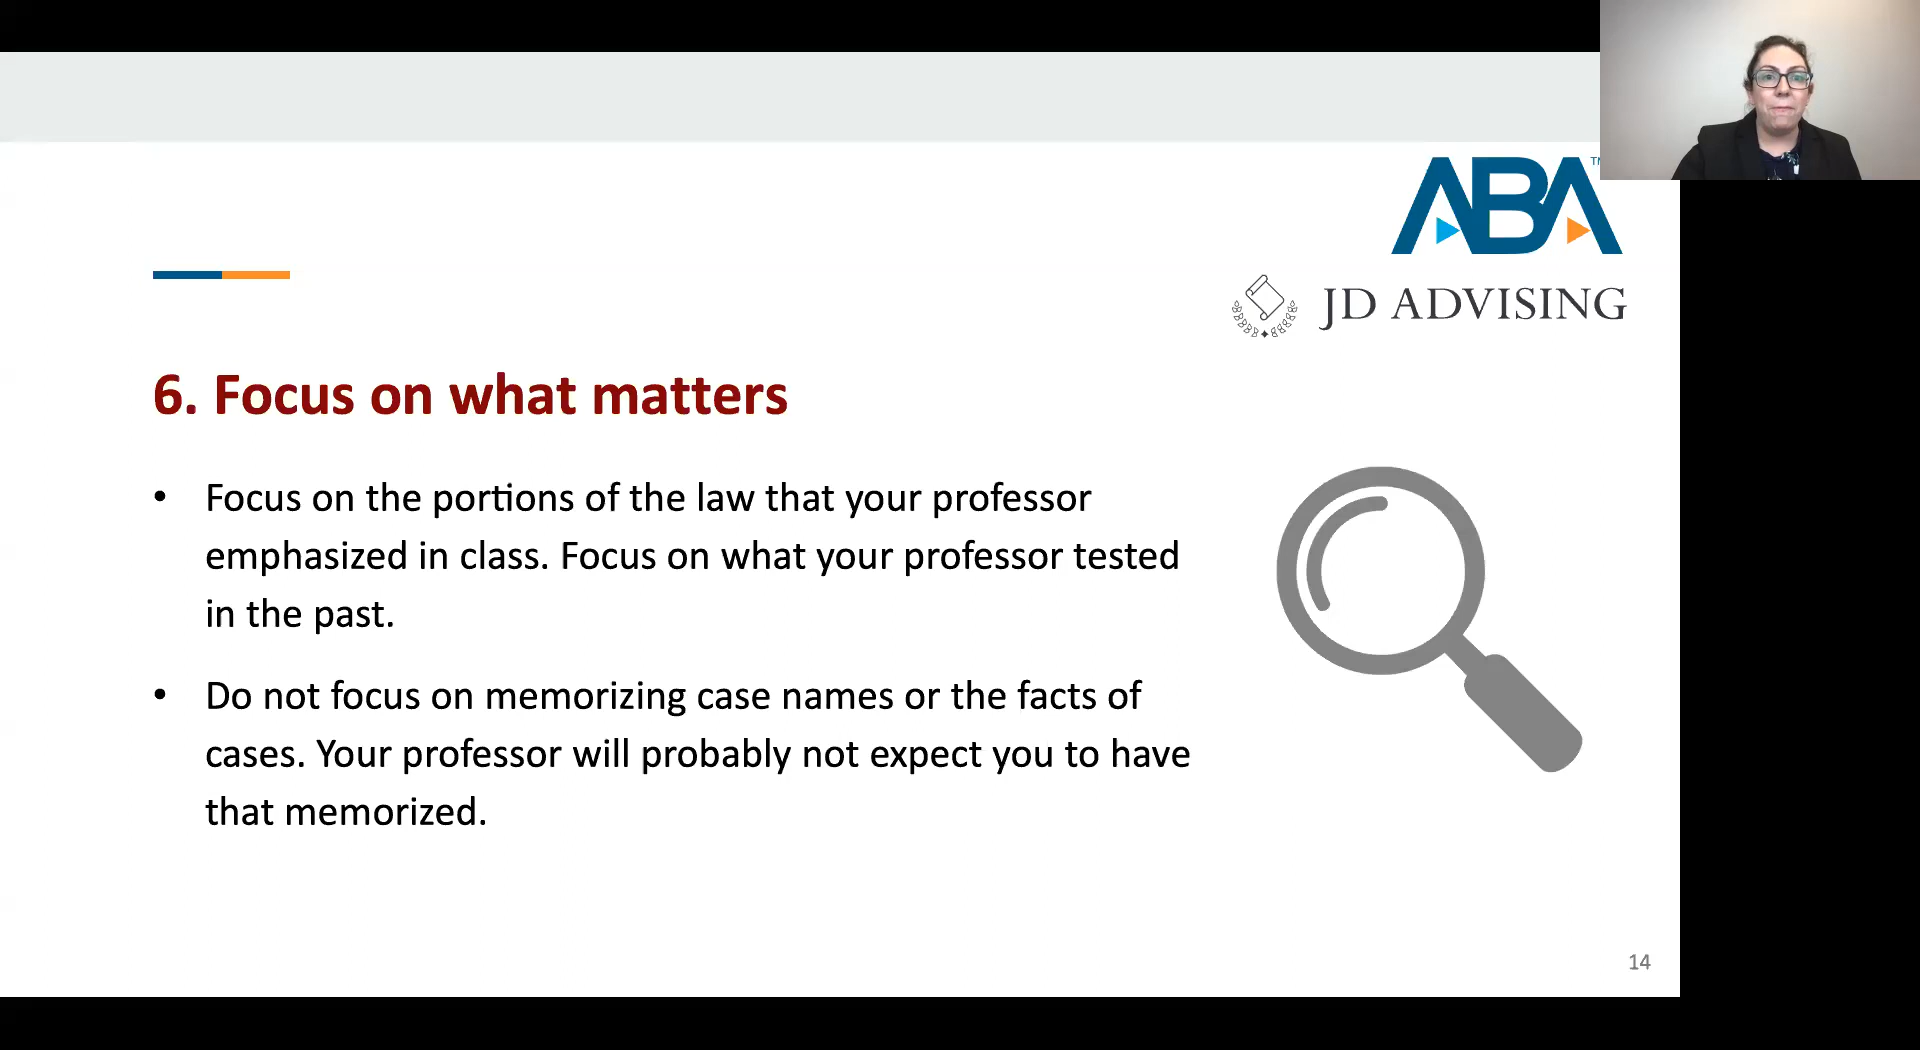 ABA
JD ADVISING
6. Focus on what matters
• Focus on the portions of the law that your professor
emphasized in class. Focus on what your professor tested
in the past.
• Do not focus on memorizing case names or the facts of
cases. Your professor will probably not expect you to have
that memorized.
14